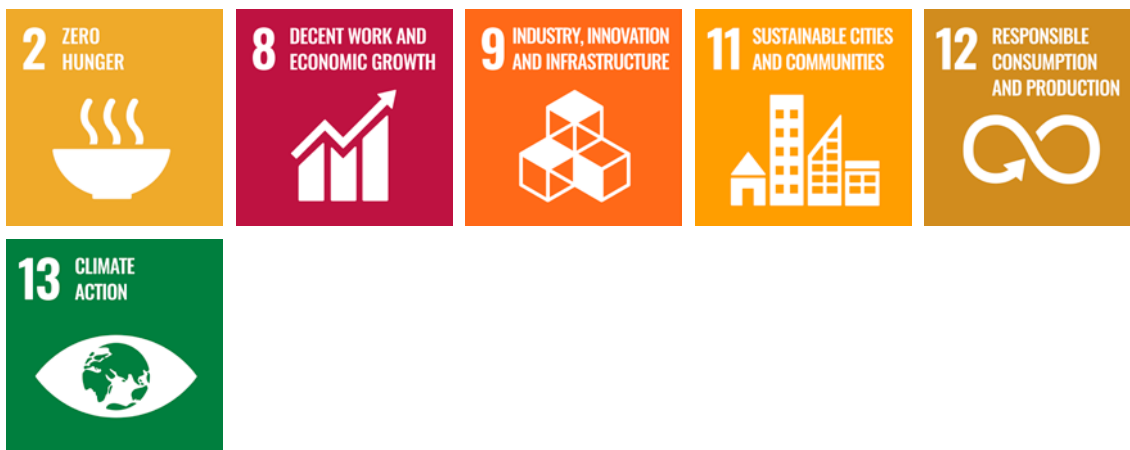 2 ZERO
HUNGER
8 DECENT WORK AND
ECONOMIC GROWTH
9 INDUSTRY, INNOVATION
AND INFRASTRUCTURE
11 SUSTAINABLE CITIES
AND COMMUNITIES
12 RESPONSIBLE
CONSUMPTION
AND PRODUCTION
13 CLIMATE
ACTION